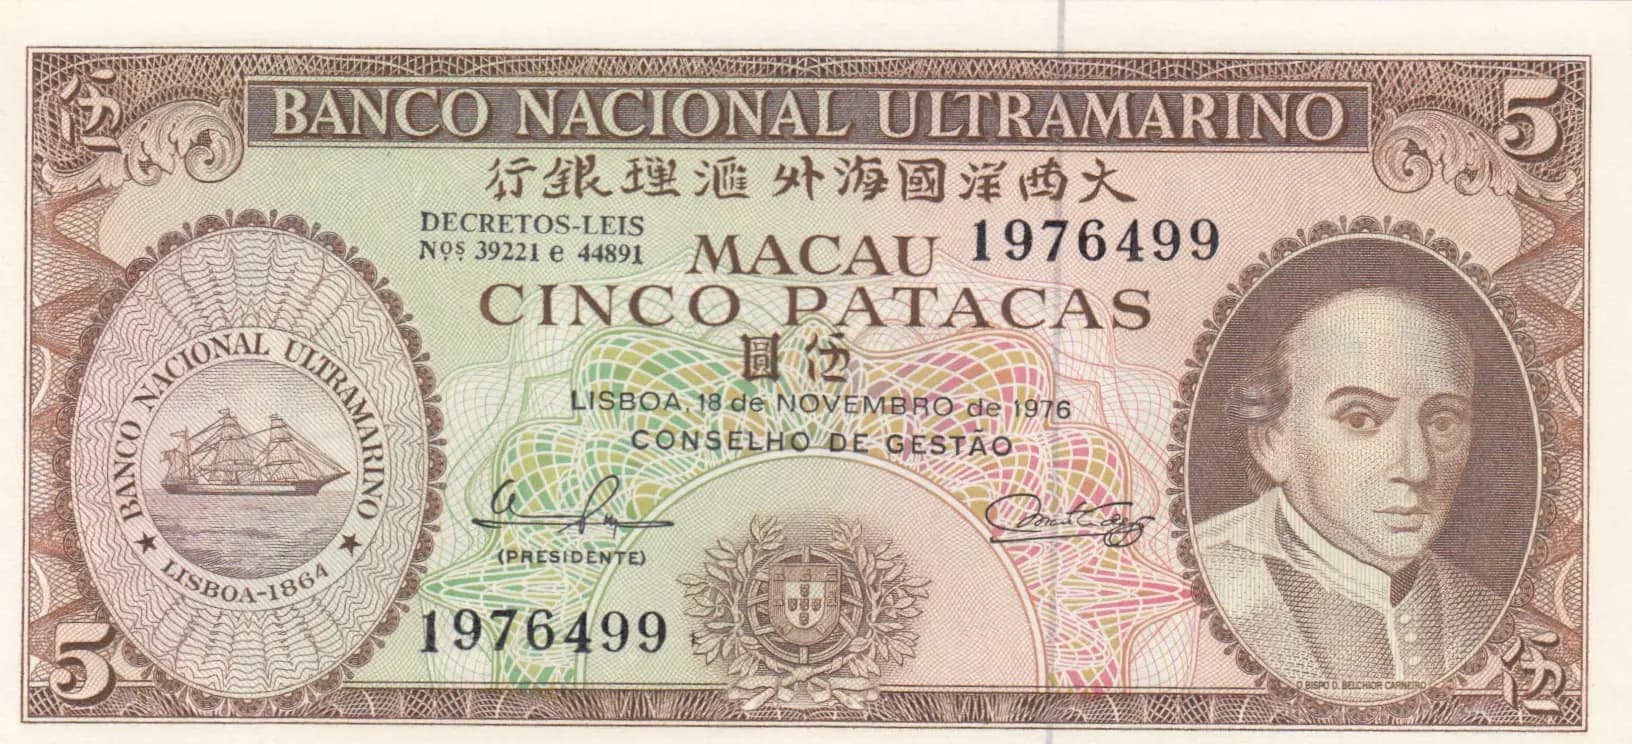 伍
BANCO NACIONAL ULTRAMARINO
5
行銀理滙外海國洋西大
DECRETOS-LEIS
Nºs 39221 e 44891
MACAU
1976499
CINCO PATACAS
圓伍
LISBOA, 18 de NOVEMBRO de 1976
CONSELHO DE GESTÃO
BANCO NACIONAL ULTRAMARINO
★ LISBOA-1864 ★
(PRESIDENTE)
1976499
5
O BISPO D. BELCHIOR CARNEIRO
伍